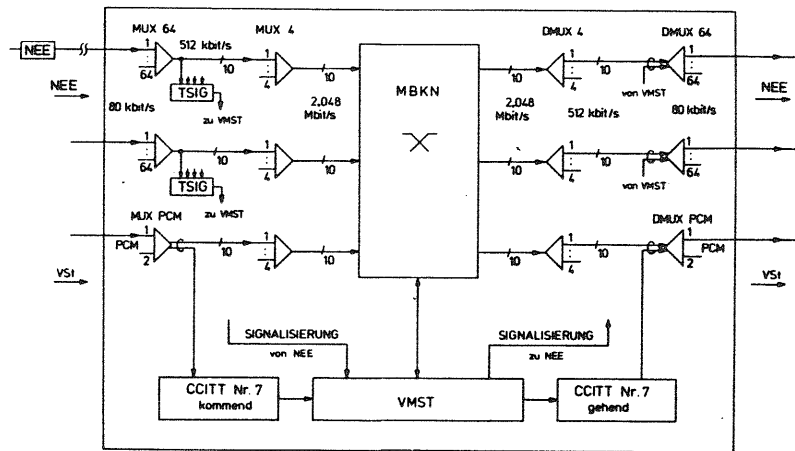 MUX 64 MUX 4 DMUX 4 DMUX 64
NEE 1 512 kbit/s 1 1 1
64 10 4 10 MBKN 10 4 10 64
NEE TSIG 2,048 Mbit/s 2,048 Mbit/s von VMST NEE
80 kbit/s zu VMST 512 kbit/s 80 kbit/s
1 1 1 1
64 10 4 10 10 4 10 64
TSIG von VMST
zu VMST
MUX PCM DMUX PCM
1 1 1 1
PCM 10 10 10 10 PCM
2 4 4 2
VSt VSt
SIGNALISIERUNG SIGNALISIERUNG
von NEE zu NEE
CCITT Nr. 7 VMST CCITT Nr. 7
kommend gehend